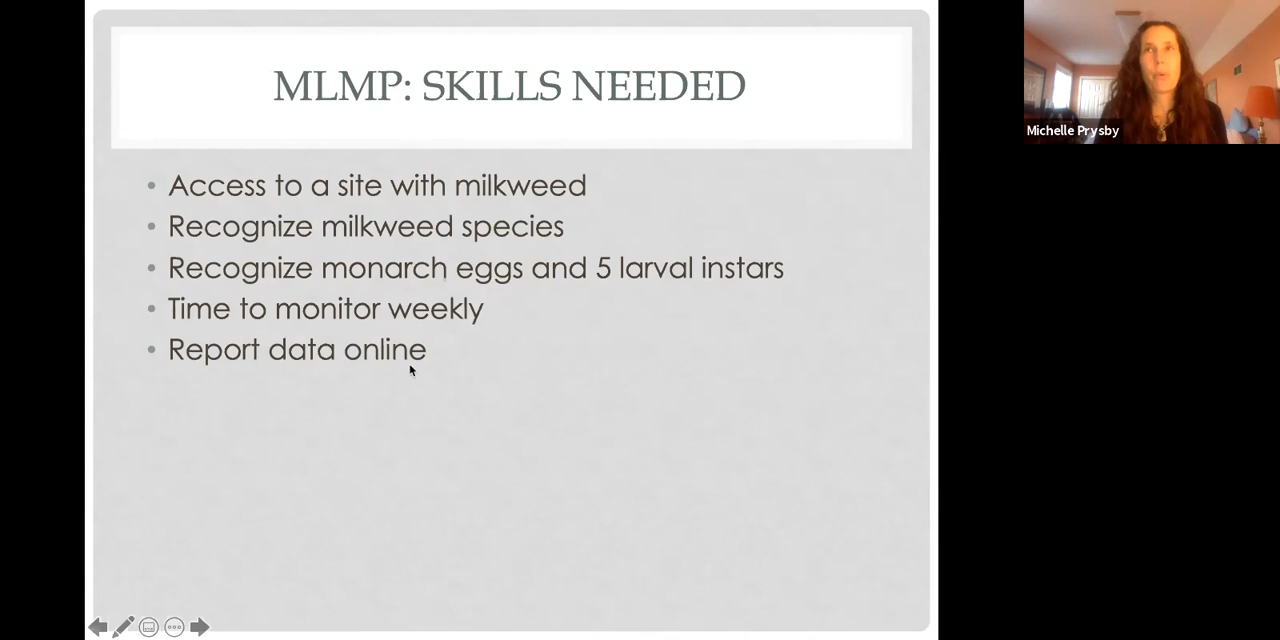 MLMP: SKILLS NEEDED
Access to a site with milkweed
Recognize milkweed species
Recognize monarch eggs and 5 larval instars
Time to monitor weekly
Report data online
Michelle Prysby